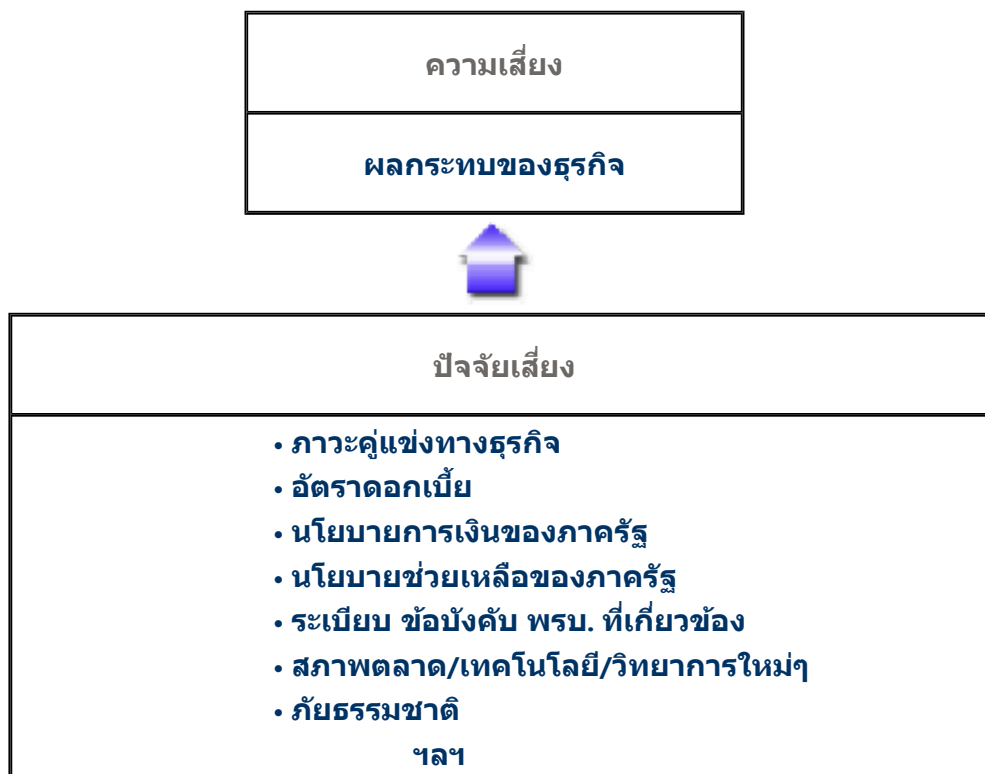 ความเสี่ยง
ผลกระทบของธุรกิจ
ปัจจัยเสี่ยง
• ภาวะคู่แข่งทางธุรกิจ
• อัตราดอกเบี้ย
• นโยบายการเงินของภาครัฐ
• นโยบายช่วยเหลือของภาครัฐ
• ระเบียบ ข้อบังคับ พรบ. ที่เกี่ยวข้อง
• สภาพตลาด/เทคโนโลยี/วิทยาการใหม่ๆ
• ภัยธรรมชาติ
ฯลฯ